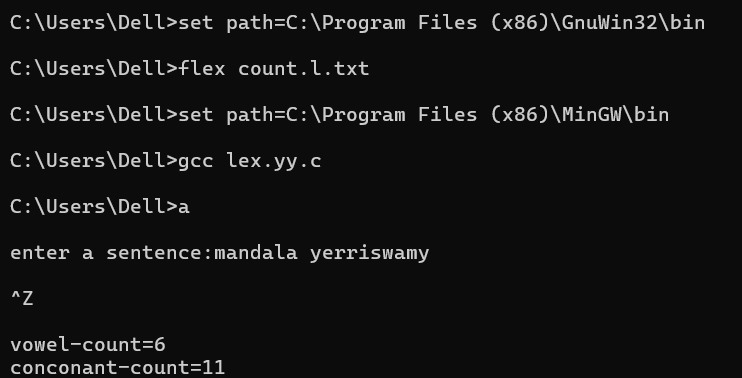 C:\Users\Dell>set path=C:\Program Files (x86)\GnuWin32\bin
C:\Users\Dell>flex count.l.txt
C:\Users\Dell>set path=C:\Program Files (x86)\MinGW\bin
C:\Users\Dell>gcc lex.yy.c
C:\Users\Dell>a
enter a sentence:mandala yerriswamy
^Z
vowel-count=6
conconant-count=11